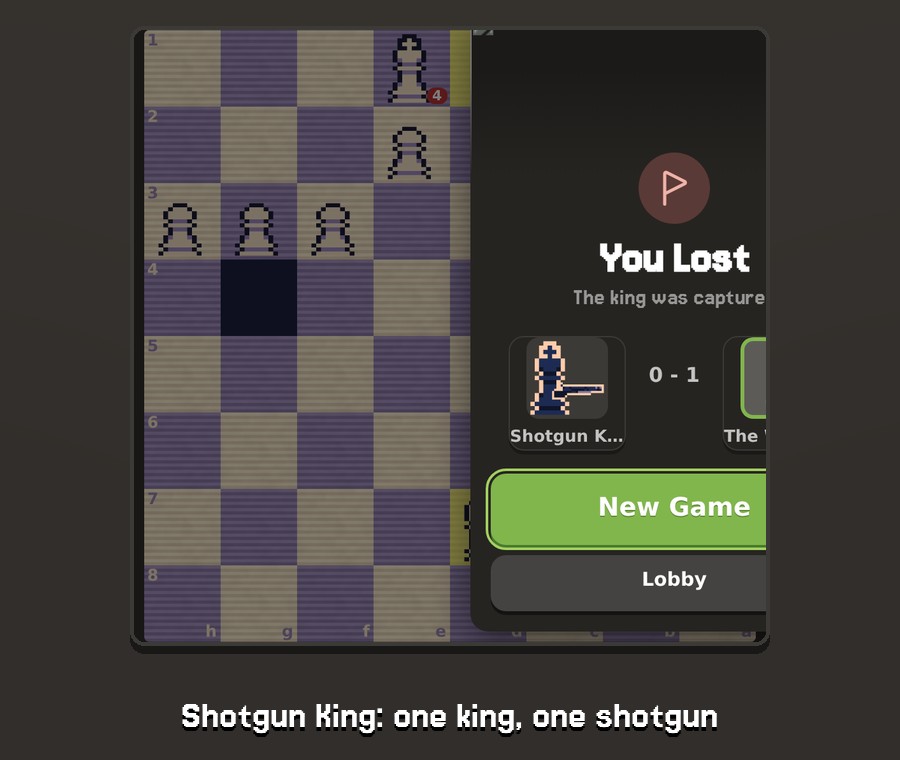 1
4
2
3
4
5
6
7
8
h
g
f
e
You Lost
The king was capture
0 - 1
Shotgun K...
The
New Game
Lobby
Shotgun King: one king, one shotgun